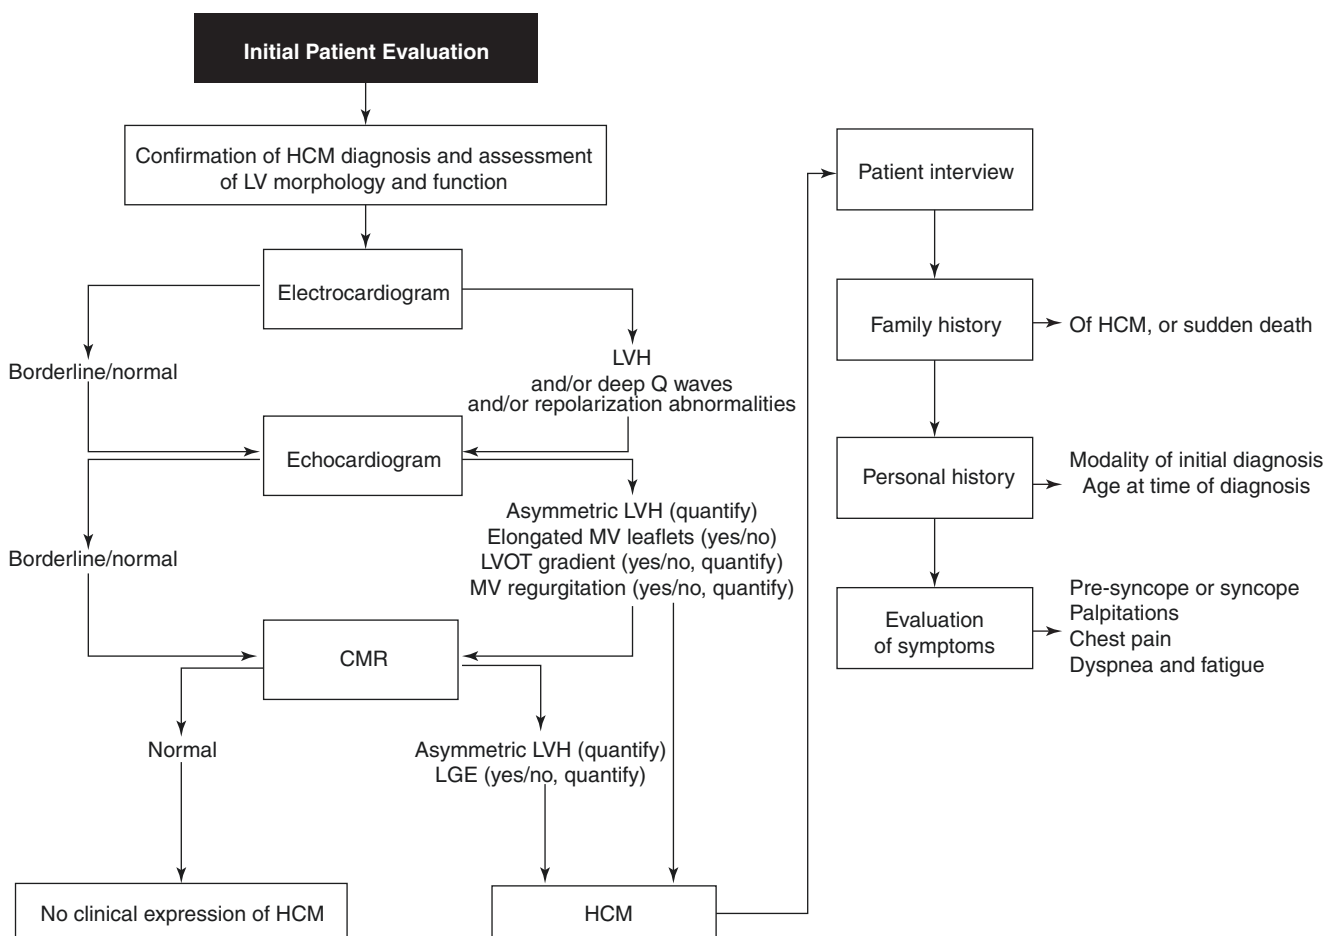 Initial Patient Evaluation
Confirmation of HCM diagnosis and assessment
of LV morphology and function
Electrocardiogram
Borderline/normal
LVH
and/or deep Q waves
and/or repolarization abnormalities
Echocardiogram
Borderline/normal
Asymmetric LVH (quantify)
Elongated MV leaflets (yes/no)
LVOT gradient (yes/no, quantify)
MV regurgitation (yes/no, quantify)
CMR
Normal
Asymmetric LVH (quantify)
LGE (yes/no, quantify)
No clinical expression of HCM
HCM
Patient interview
Family history
Of HCM, or sudden death
Personal history
Modality of initial diagnosis
Age at time of diagnosis
Evaluation
of symptoms
Pre-syncope or syncope
Palpitations
Chest pain
Dyspnea and fatigue